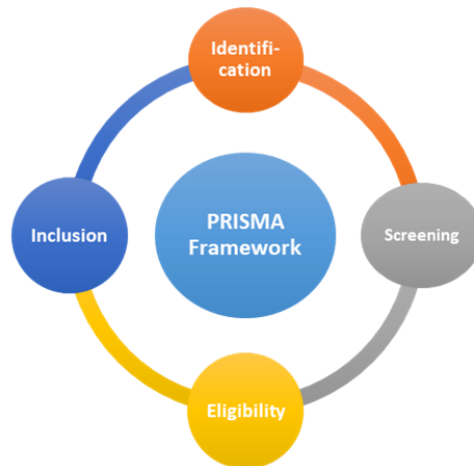 Identifi-
cation
Inclusion
PRISMA
Framework
Screening
Eligibility